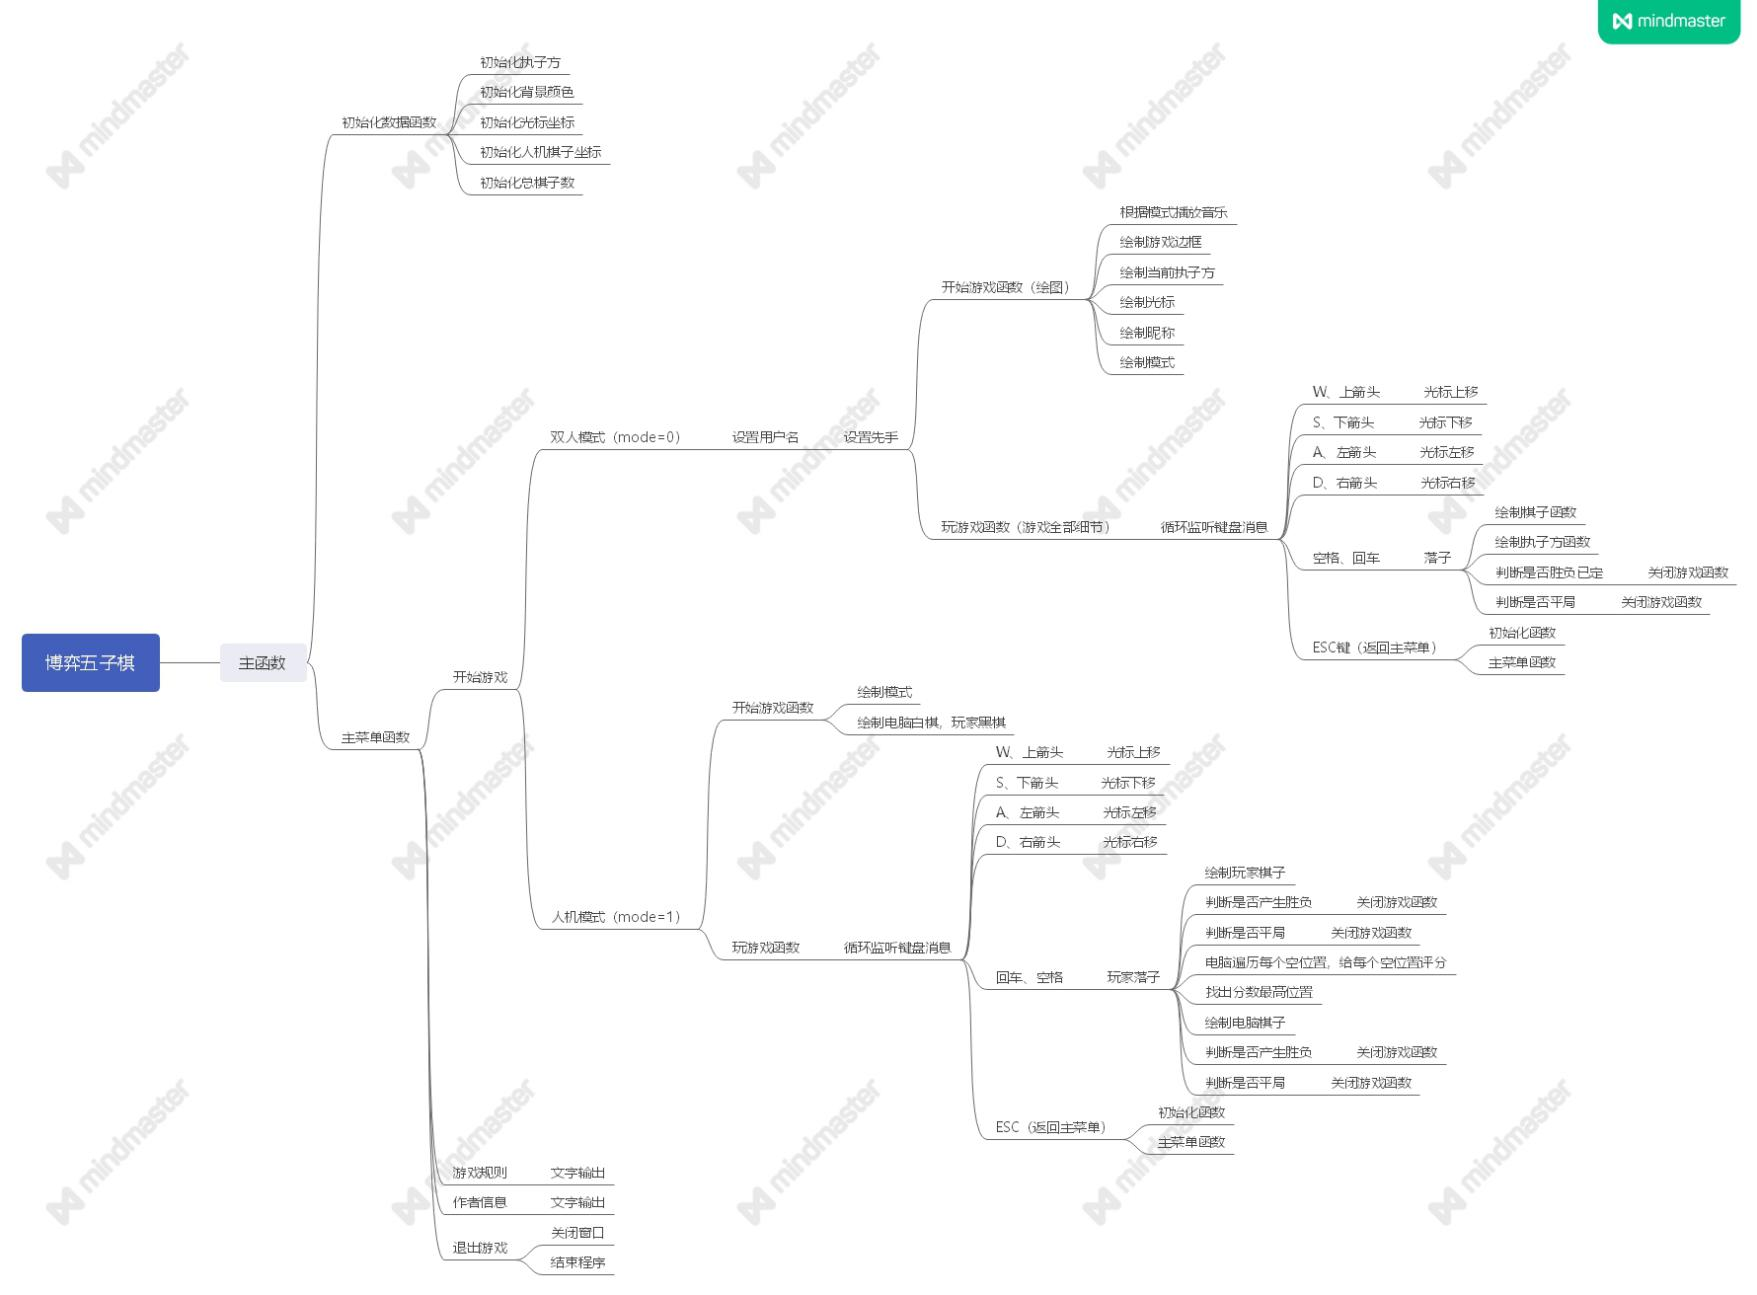 mindmaster
博弈五子棋
主函数
初始化数据函数
初始化执子方
初始化背景颜色
初始化光标坐标
初始化人机棋子坐标
初始化总棋子数
主菜单函数
开始游戏
双人模式（mode=0）
设置用户名
设置先手
开始游戏函数（绘图）
根据模式播放音乐
绘制游戏边框
绘制当前执子方
绘制光标
绘制昵称
绘制模式
玩游戏函数（游戏全部细节）
循环监听键盘消息
W、上箭头 光标上移
S、下箭头 光标下移
A、左箭头 光标左移
D、右箭头 光标右移
空格、回车 落子
绘制棋子函数
绘制执子方函数
判断是否胜负已定 关闭游戏函数
判断是否平局 关闭游戏函数
ESC键（返回主菜单）
初始化函数
主菜单函数
人机模式（mode=1）
开始游戏函数
绘制模式
绘制电脑白棋，玩家黑棋
玩游戏函数
循环监听键盘消息
W、上箭头 光标上移
S、下箭头 光标下移
A、左箭头 光标左移
D、右箭头 光标右移
回车、空格 玩家落子
绘制玩家棋子
判断是否产生胜负 关闭游戏函数
判断是否平局 关闭游戏函数
电脑遍历每个空位置，给每个空位置评分
找出分数最高位置
绘制电脑棋子
判断是否产生胜负 关闭游戏函数
判断是否平局 关闭游戏函数
ESC（返回主菜单）
初始化函数
主菜单函数
游戏规则 文字输出
作者信息 文字输出
退出游戏
关闭窗口
结束程序